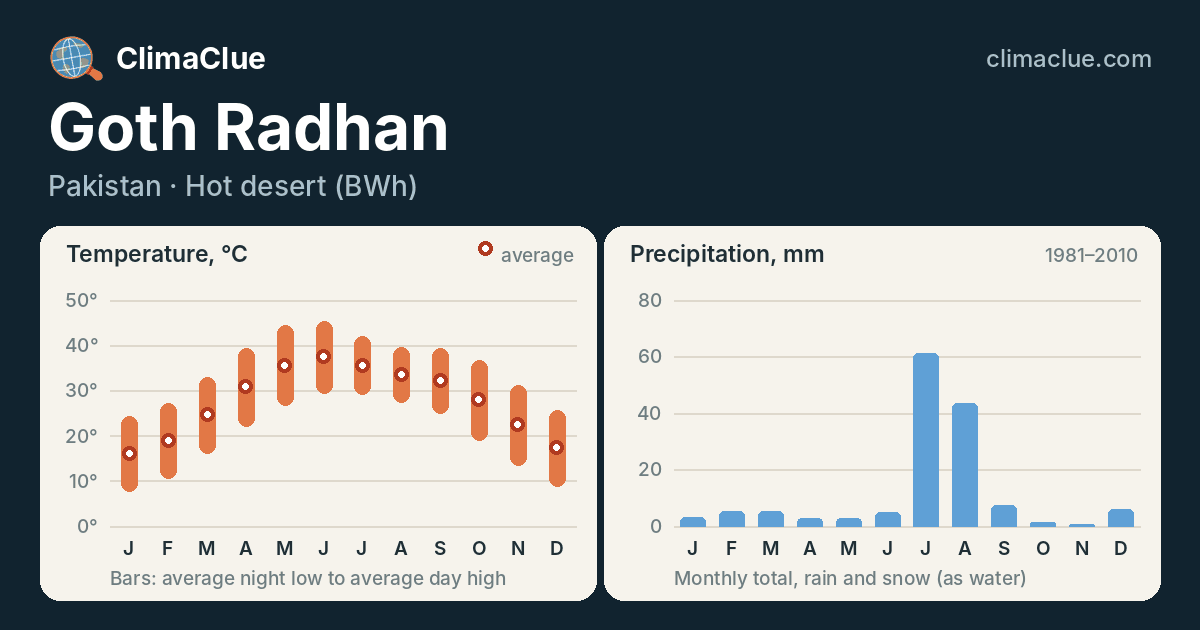 ClimaClue
climaclue.com
Goth Radhan
Pakistan · Hot desert (BWh)
Temperature, °C
average
50°
40°
30°
20°
10°
0°
J F M A M J J A S O N D
Bars: average night low to average day high
Precipitation, mm
1981–2010
80
60
40
20
0
J F M A M J J A S O N D
Monthly total, rain and snow (as water)